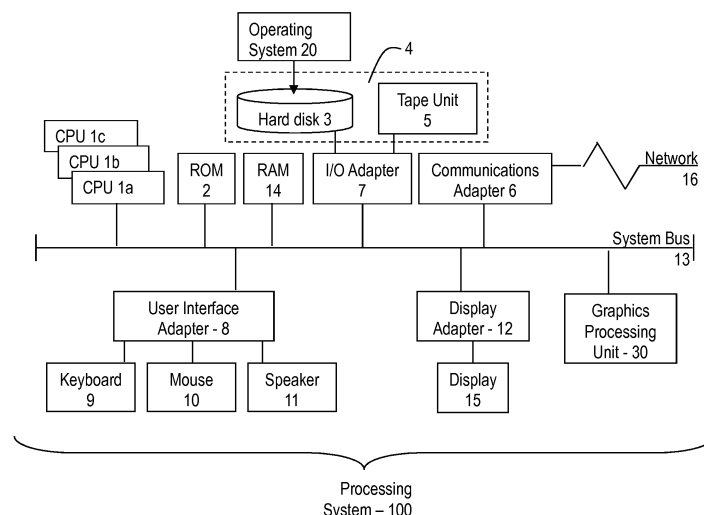 Operating
System 20
4
Hard disk 3
Tape Unit
5
CPU 1c
CPU 1b
CPU 1a
ROM
2
RAM
14
I/O Adapter
7
Communications
Adapter 6
Network
16
System Bus
13
User Interface
Adapter - 8
Display
Adapter - 12
Graphics
Processing
Unit - 30
Keyboard
9
Mouse
10
Speaker
11
Display
15
Processing
System – 100